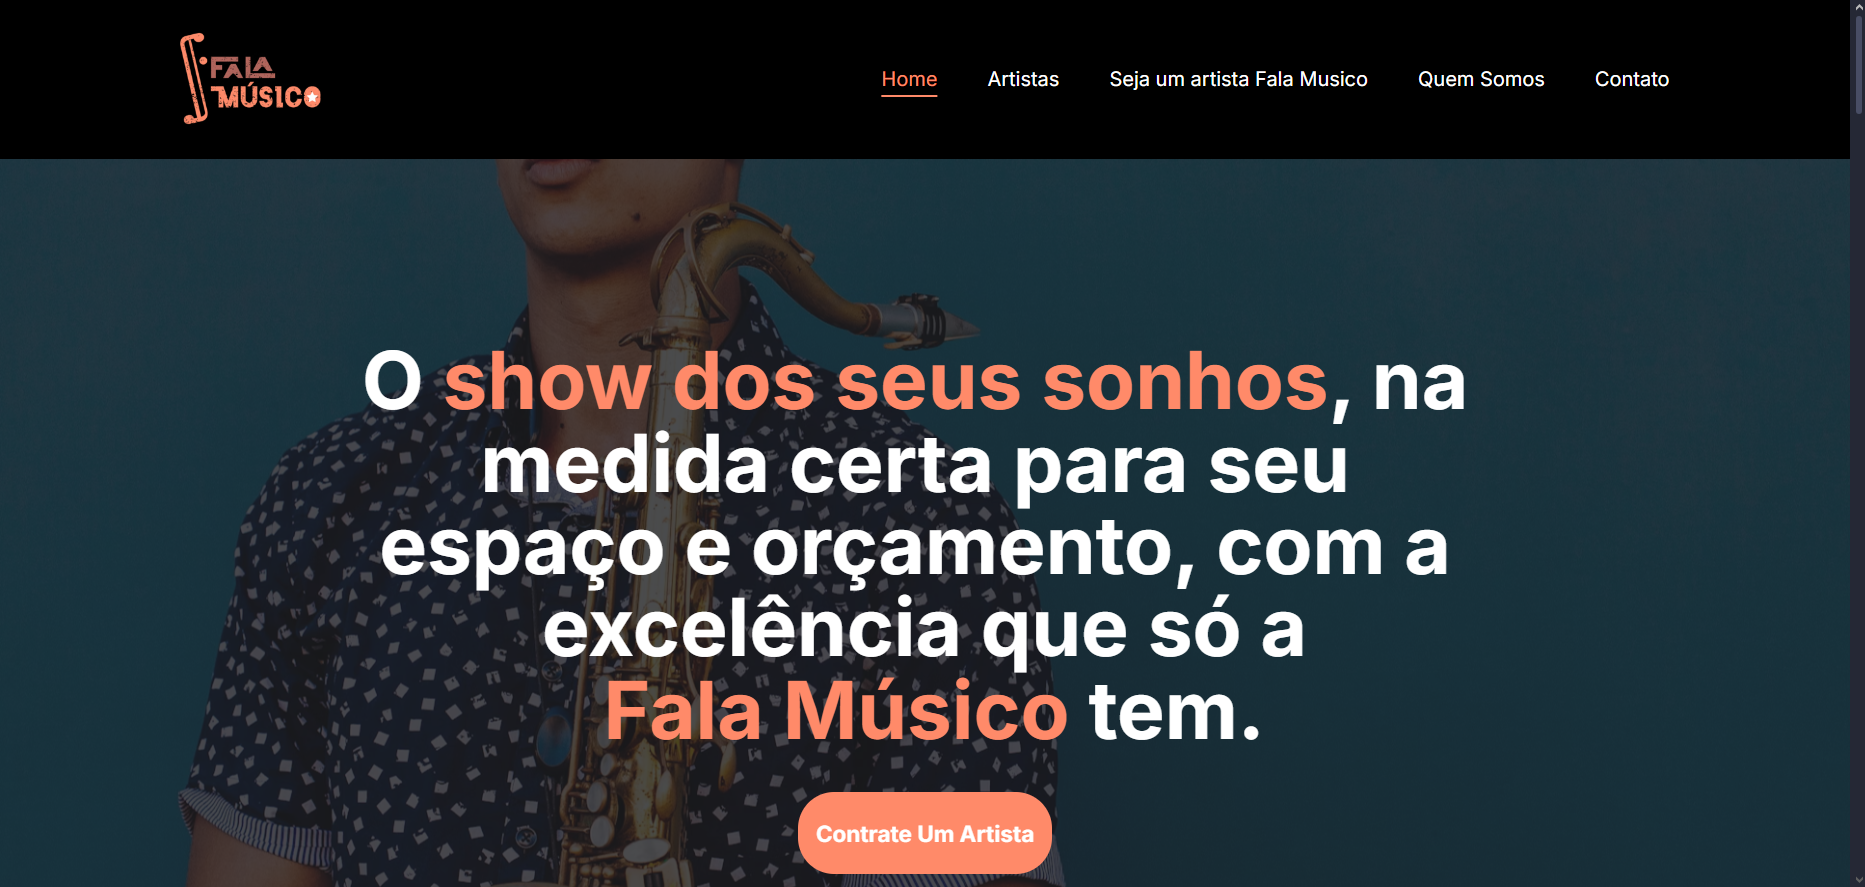 FALA
MÚSICO
Home Artistas Seja um artista Fala Musico Quem Somos Contato
O show dos seus sonhos, na
medida certa para seu
espaço e orçamento, com a
excelência que só a
Fala Músico tem.
Contrate Um Artista